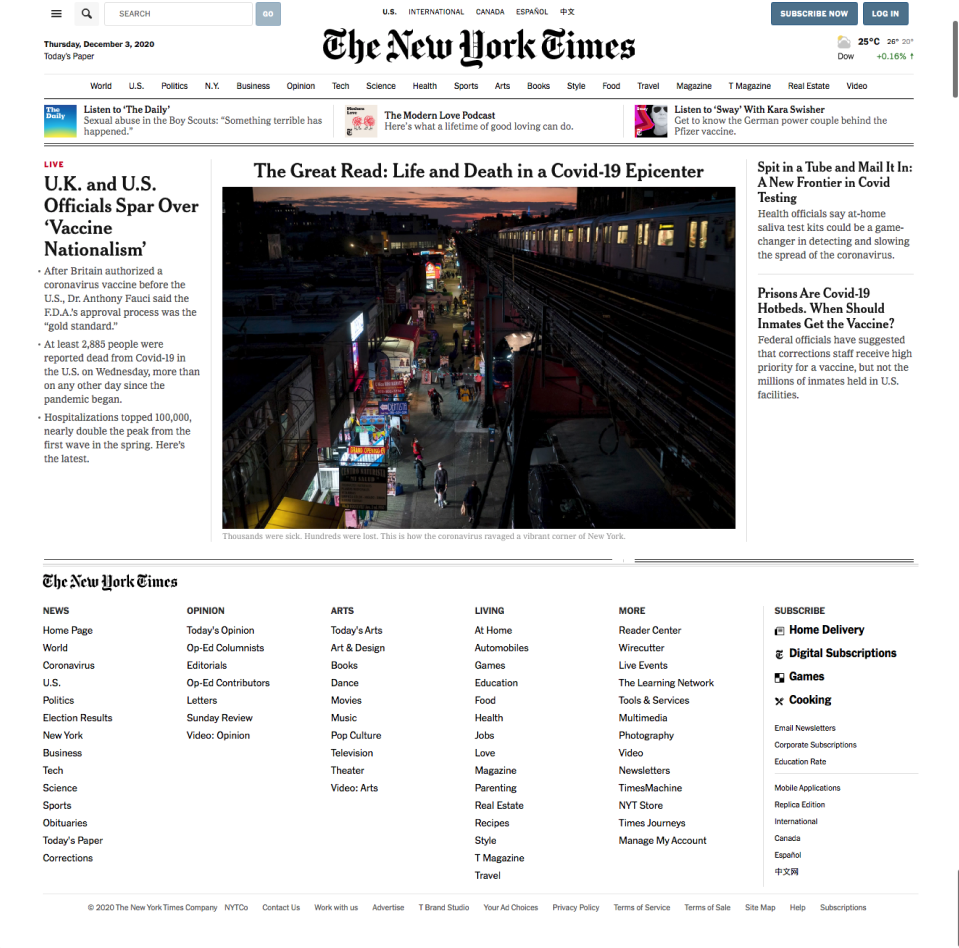 SEARCH
GO
U.S. INTERNATIONAL CANADA ESPAÑOL 中文
SUBSCRIBE NOW LOG IN
Thursday, December 3, 2020
Today's Paper
The New York Times
25°C 26° 20°
Dow +0.16% ↑
World U.S. Politics N.Y. Business Opinion Tech Science Health Sports Arts Books Style Food Travel Magazine T Magazine Real Estate Video
The Daily
Listen to 'The Daily'
Sexual abuse in the Boy Scouts: “Something terrible has
happened.”
Modern Love
The Modern Love Podcast
Here's what a lifetime of good loving can do.
Listen to 'Sway' With Kara Swisher
Get to know the German power couple behind the
Pfizer vaccine.
LIVE
U.K. and U.S.
Officials Spar Over
‘Vaccine
Nationalism’
• After Britain authorized a
coronavirus vaccine before the
U.S., Dr. Anthony Fauci said the
F.D.A.'s approval process was the
“gold standard.”
• At least 2,885 people were
reported dead from Covid-19 in
the U.S. on Wednesday, more than
on any other day since the
pandemic began.
• Hospitalizations topped 100,000,
nearly double the peak from the
first wave in the spring. Here's
the latest.
The Great Read: Life and Death in a Covid-19 Epicenter
GRAND OPENING
Thousands were sick. Hundreds were lost. This is how the coronavirus ravaged a vibrant corner of New York.
Spit in a Tube and Mail It In:
A New Frontier in Covid
Testing
Health officials say at-home
saliva test kits could be a game-
changer in detecting and slowing
the spread of the coronavirus.
Prisons Are Covid-19
Hotbeds. When Should
Inmates Get the Vaccine?
Federal officials have suggested
that corrections staff receive high
priority for a vaccine, but not the
millions of inmates held in U.S.
facilities.
The New York Times
NEWS
Home Page
World
Coronavirus
U.S.
Politics
Election Results
New York
Business
Tech
Science
Sports
Obituaries
Today's Paper
Corrections
OPINION
Today's Opinion
Op-Ed Columnists
Editorials
Op-Ed Contributors
Letters
Sunday Review
Video: Opinion
ARTS
Today's Arts
Art & Design
Books
Dance
Movies
Music
Pop Culture
Television
Theater
Video: Arts
LIVING
At Home
Automobiles
Games
Education
Food
Health
Jobs
Love
Magazine
Parenting
Real Estate
Recipes
Style
T Magazine
Travel
MORE
Reader Center
Wirecutter
Live Events
The Learning Network
Tools & Services
Multimedia
Photography
Video
Newsletters
TimesMachine
NYT Store
Times Journeys
Manage My Account
SUBSCRIBE
Home Delivery
Digital Subscriptions
Games
Cooking
Email Newsletters
Corporate Subscriptions
Education Rate
Mobile Applications
Replica Edition
International
Canada
Español
中文网
© 2020 The New York Times Company NYTCo Contact Us Work with us Advertise T Brand Studio Your Ad Choices Privacy Policy Terms of Service Terms of Sale Site Map Help Subscriptions